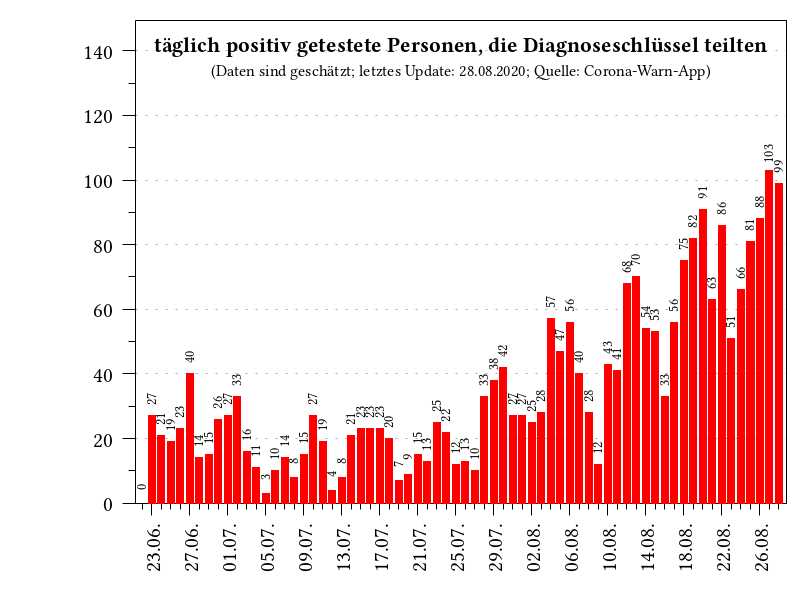 täglich positiv getestete Personen, die Diagnoseschlüssel teilten
(Daten sind geschätzt; letztes Update: 28.08.2020; Quelle: Corona-Warn-App)
140
120
100
80
60
40
20
0
0 27 21 19 23 40 14 15 26 27 33 16 11 3 10 14 8 15 27 19 4 8 21 23 23 23 20 7 9 15 13 25 22 12 13 10 33 38 42 27 27 25 28 57 47 56 40 28 12 43 41 68 70 54 53 33 56 75 82 91 63 86 51 66 81 88 103 99
23.06. 27.06. 01.07. 05.07. 09.07. 13.07. 17.07. 21.07. 25.07. 29.07. 02.08. 06.08. 10.08. 14.08. 18.08. 22.08. 26.08.